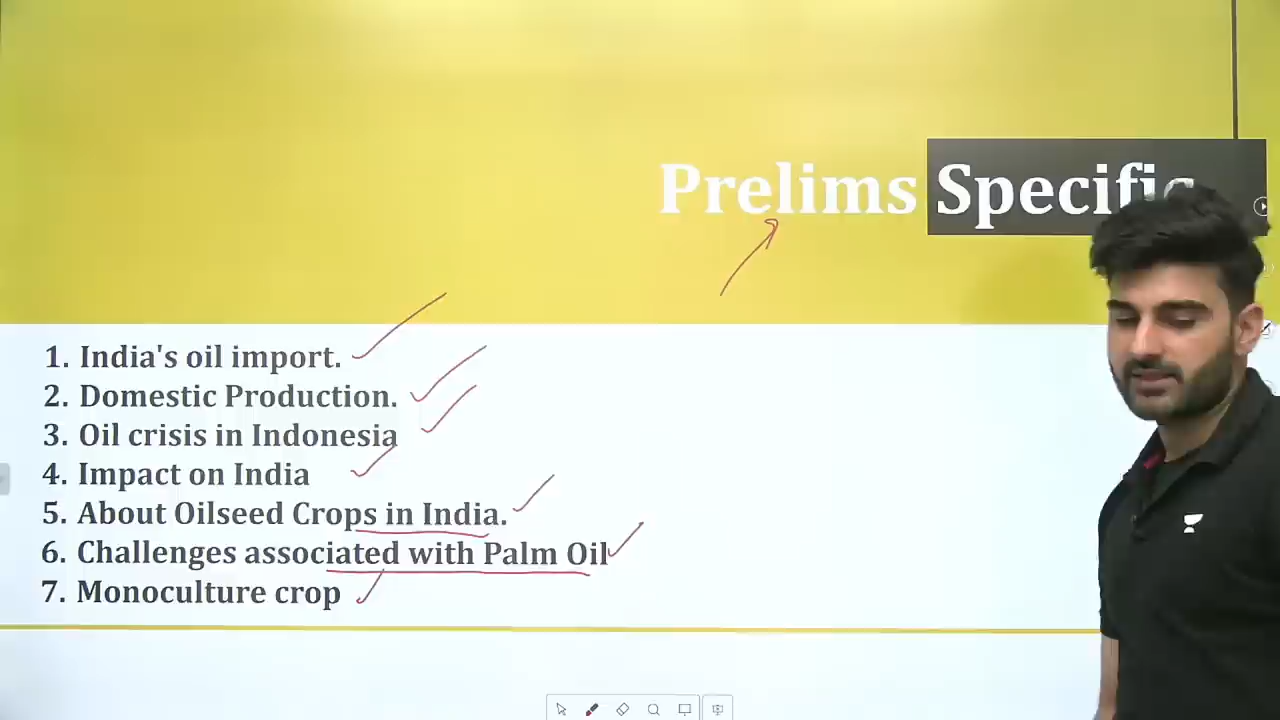 Prelims Specific
1. India's oil import.
2. Domestic Production.
3. Oil crisis in Indonesia
4. Impact on India
5. About Oilseed Crops in India.
6. Challenges associated with Palm Oil
7. Monoculture crop